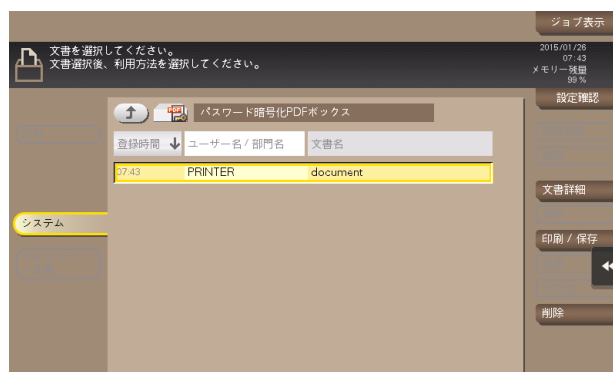 ジョブ表示
文書を選択してください。
文書選択後、利用方法を選択してください。
2015/01/26
07:43
メモリー残量
99 %
設定確認
PDF
パスワード暗号化PDFボックス
登録時間
ユーザー名 / 部門名
文書名
07:43
PRINTER
document
文書詳細
システム
印刷 / 保存
削除